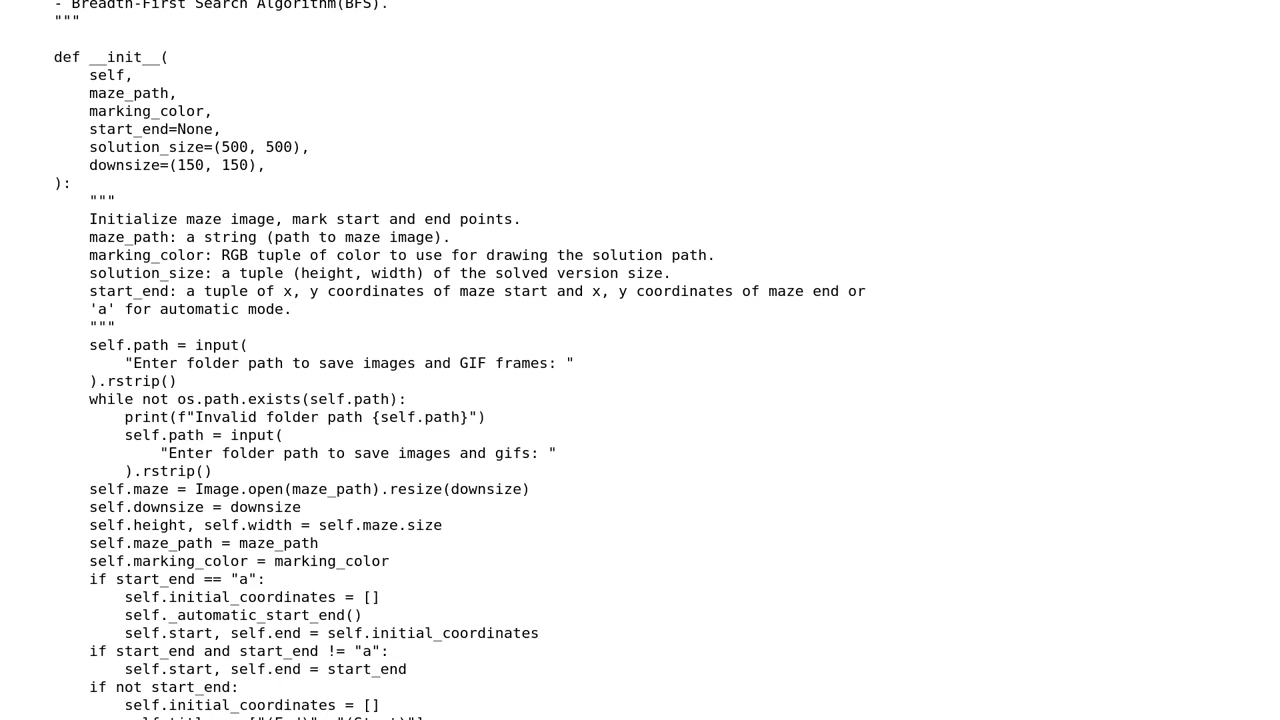 - Breadth-First Search Algorithm(BFS).
"""
def __init__(
self,
maze_path,
marking_color,
start_end=None,
solution_size=(500, 500),
downsize=(150, 150),
):
"""
Initialize maze image, mark start and end points.
maze_path: a string (path to maze image).
marking_color: RGB tuple of color to use for drawing the solution path.
solution_size: a tuple (height, width) of the solved version size.
start_end: a tuple of x, y coordinates of maze start and x, y coordinates of maze end or
'a' for automatic mode.
"""
self.path = input(
"Enter folder path to save images and GIF frames: "
).rstrip()
while not os.path.exists(self.path):
print(f"Invalid folder path {self.path}")
self.path = input(
"Enter folder path to save images and gifs: "
).rstrip()
self.maze = Image.open(maze_path).resize(downsize)
self.downsize = downsize
self.height, self.width = self.maze.size
self.maze_path = maze_path
self.marking_color = marking_color
if start_end == "a":
self.initial_coordinates = []
self._automatic_start_end()
self.start, self.end = self.initial_coordinates
if start_end and start_end != "a":
self.start, self.end = start_end
if not start_end:
self.initial_coordinates = []